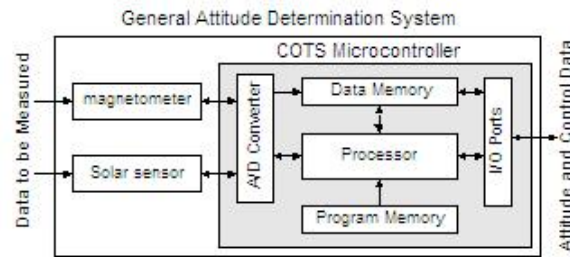 General Attitude Determination System
COTS Microcontroller
Data to be Measured
magnetometer
Solar sensor
A/D Converter
Data Memory
Processor
Program Memory
I/O Ports
Attitude and Control Data